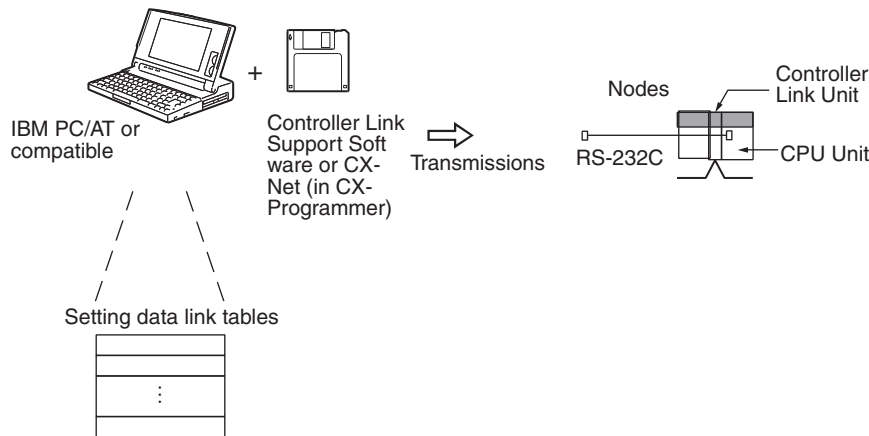 IBM PC/AT or
compatible
+
Controller Link
Support Soft
ware or CX-
Net (in CX-
Programmer)
Transmissions
Nodes
Controller
Link Unit
RS-232C
CPU Unit
Setting data link tables